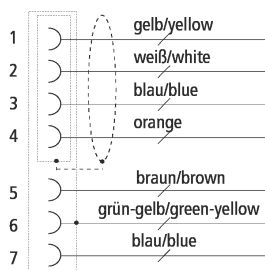 1 gelb/yellow
2 weiß/white
3 blau/blue
4 orange
5 braun/brown
6 grün-gelb/green-yellow
7 blau/blue